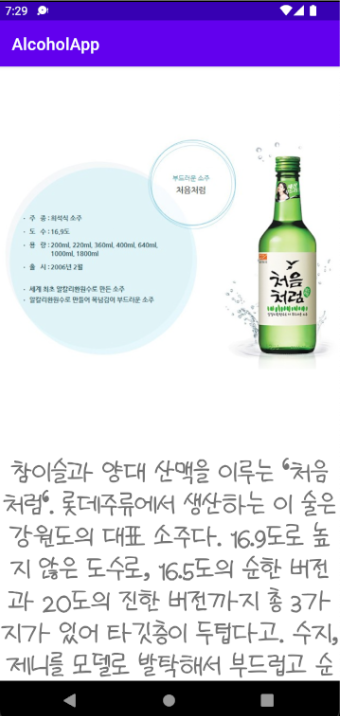 7:29
AlcoholApp
부드러운 소주
처음처럼
· 주 종 : 희석식 소주
· 도 수 : 16.9도
· 용 량 : 200ml, 220ml, 360ml, 400ml, 640ml,
1000ml, 1800ml
· 출 시 : 2006년 2월
· 세계 최초 알칼리환원수로 만든 소주
· 알칼리환원수로 만들어 목넘김이 부드러운 소주
처음
처럼
참이슬과 양대 산맥을 이루는 "처음
처럼". 롯데주류에서 생산하는 이 술은
강원도의 대표 소주다. 16.9도로 높
지 않은 도수로, 16.5도의 순한 버전
과 20도의 진한 버전까지 총 3가
지가 있어 타깃층이 두텁다고. 수지,
제니를 모델로 발탁해서 부드럽고 순